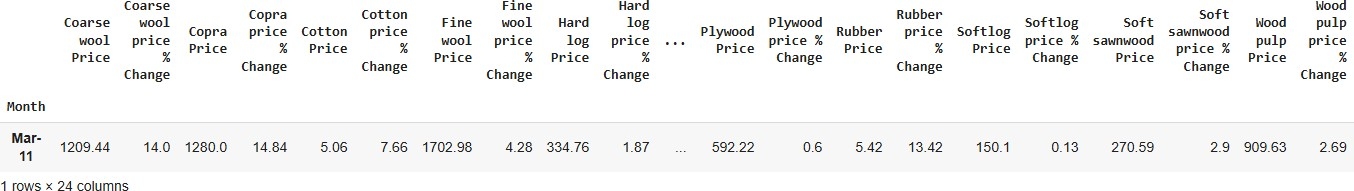 Coarse
wool
Price
Coarse
wool
price
%
Change
Copra
Price
Copra
price
%
Change
Cotton
Price
Cotton
price
%
Change
Fine
wool
Price
Fine
wool
price
%
Change
Hard
log
Price
Hard
log
price
%
Change
...
Plywood
Price
Plywood
price %
Change
Rubber
Price
Rubber
price
%
Change
Softlog
Price
Softlog
price %
Change
Soft
sawnwood
Price
Soft
sawnwood
price %
Change
Wood
pulp
Price
Wood
pulp
price
%
Change
Month
Mar-
11
1209.44 14.0 1280.0 14.84 5.06 7.66 1702.98 4.28 334.76 1.87 ... 592.22 0.6 5.42 13.42 150.1 0.13 270.59 2.9 909.63 2.69
1 rows × 24 columns